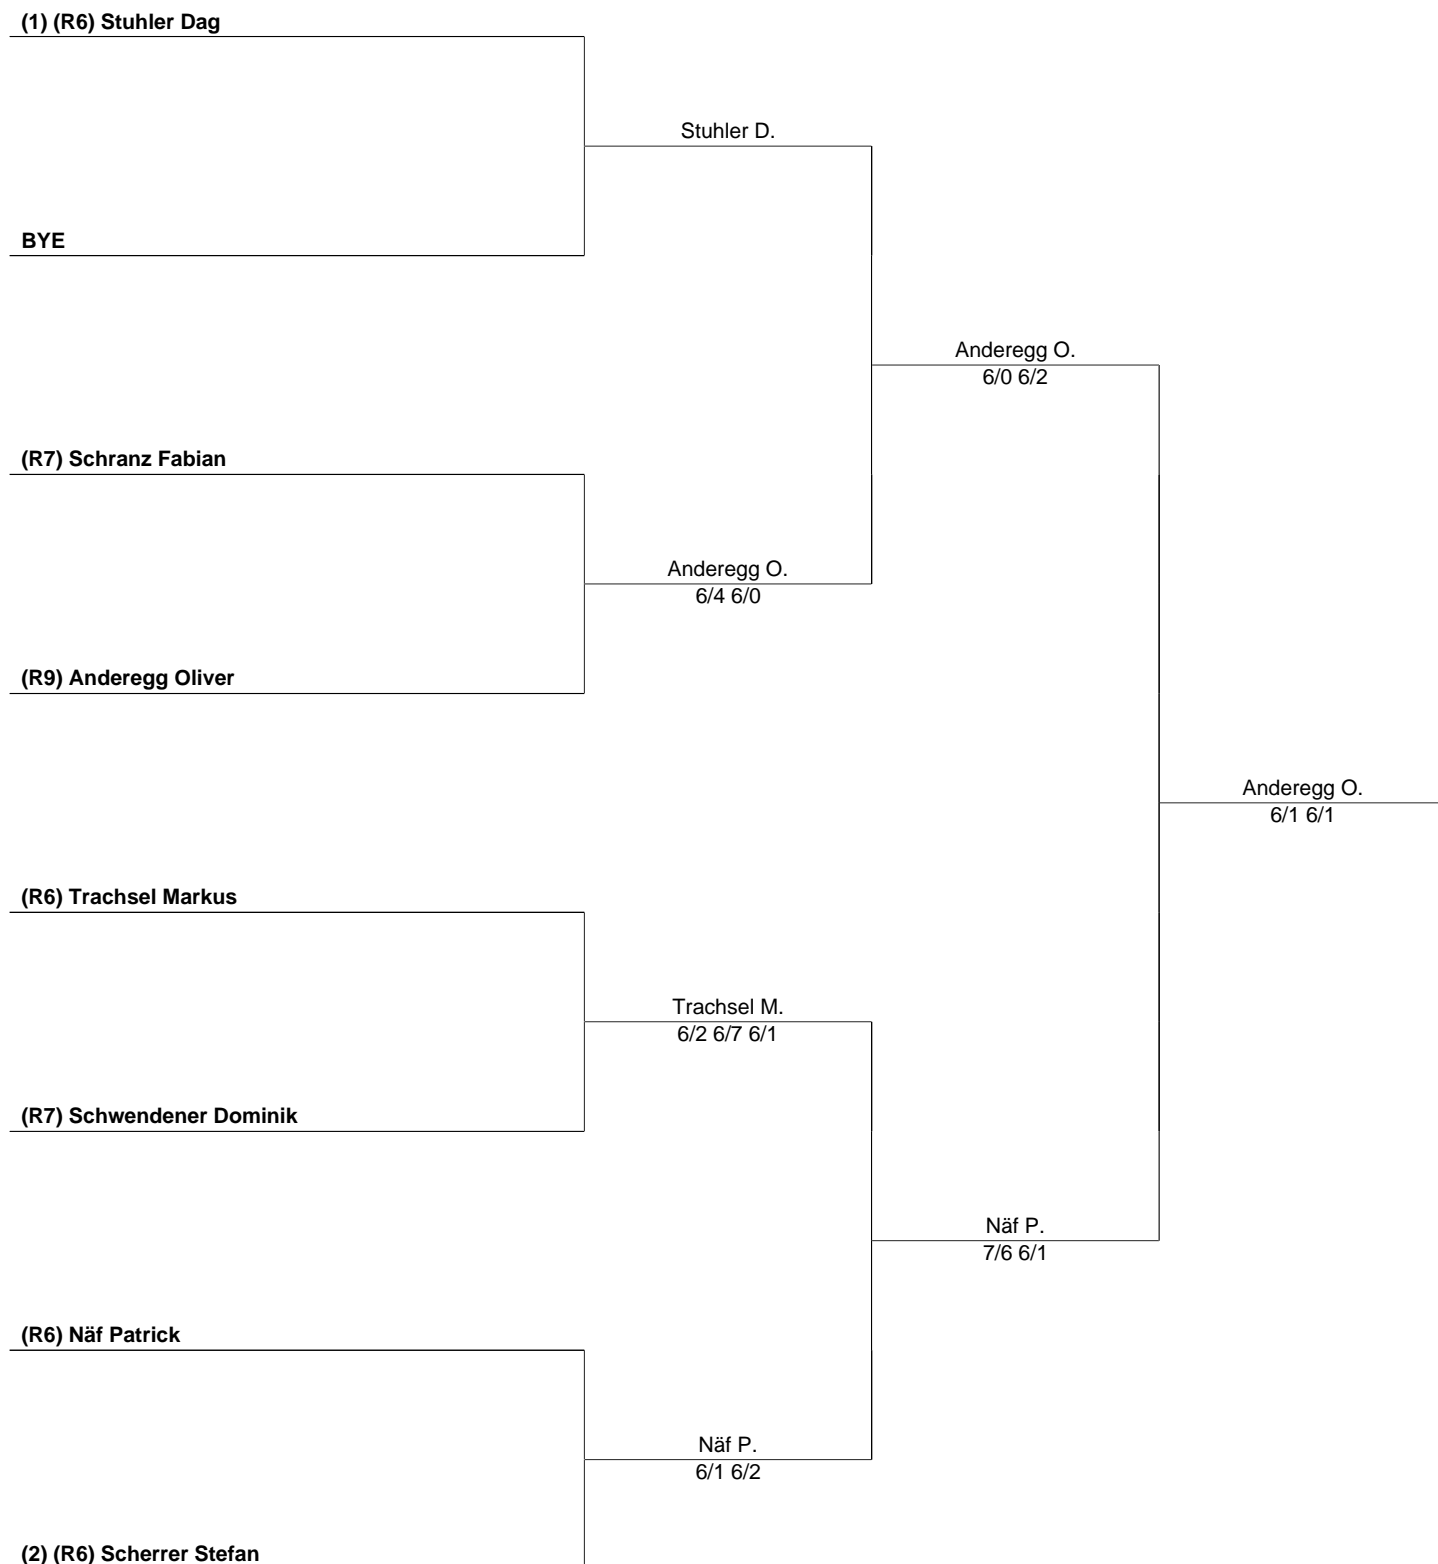 (1) (R6) Stuhler Dag
Stuhler D.
BYE
Anderegg O.
6/0 6/2
(R7) Schranz Fabian
Anderegg O.
6/4 6/0
(R9) Anderegg Oliver
Anderegg O.
6/1 6/1
(R6) Trachsel Markus
Trachsel M.
6/2 6/7 6/1
(R7) Schwendener Dominik
Näf P.
7/6 6/1
(R6) Näf Patrick
Näf P.
6/1 6/2
(2) (R6) Scherrer Stefan